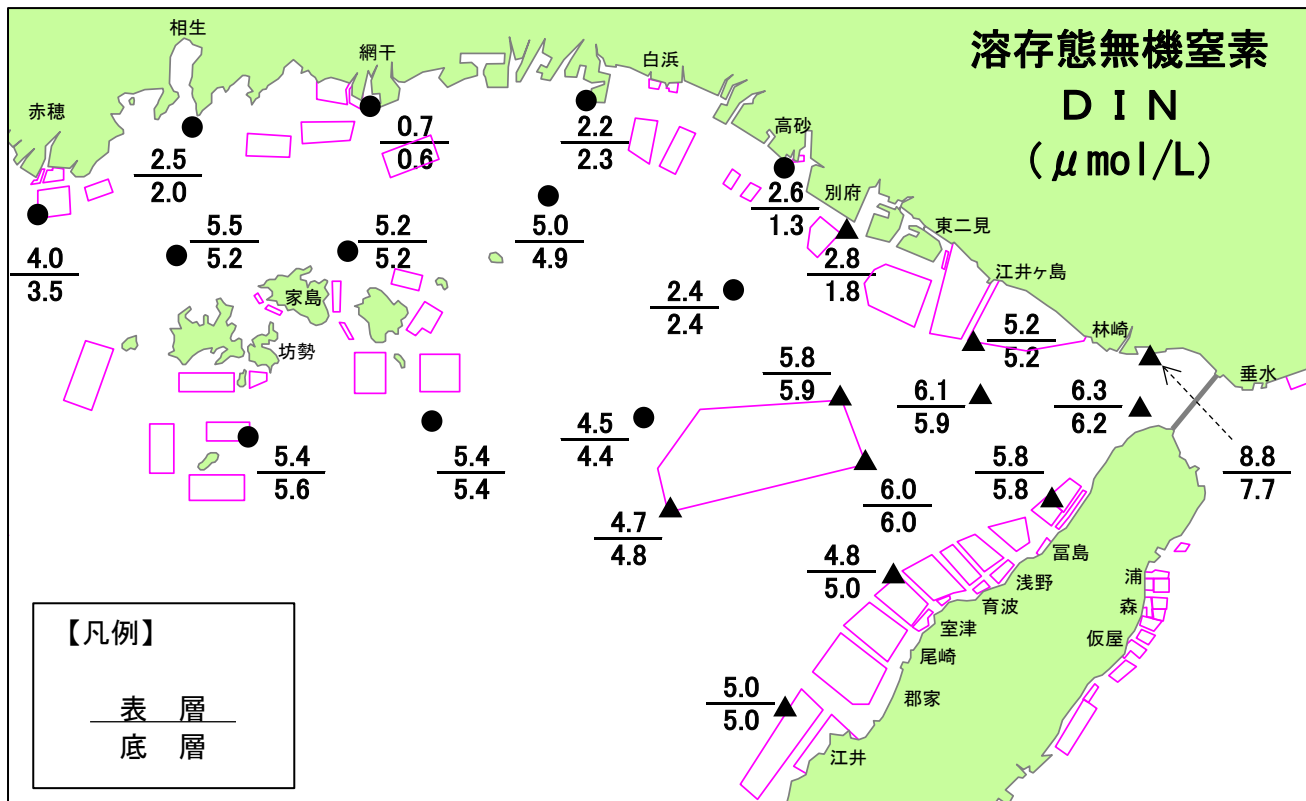 溶存態無機窒素
DIN
(μmol/L)
相生
網干
白浜
赤穂
高砂
別府
東二見
江井ヶ島
林崎
垂水
家島
坊勢
2.5
2.0
0.7
0.6
2.2
2.3
2.6
1.3
4.0
3.5
5.5
5.2
5.2
5.2
5.0
4.9
2.8
1.8
2.4
2.4
5.2
5.2
5.8
5.9
6.1
5.9
6.3
6.2
8.8
7.7
5.4
5.6
5.4
5.4
4.5
4.4
5.8
5.8
6.0
6.0
4.7
4.8
4.8
5.0
5.0
5.0
冨島
浅野
育波
室津
尾崎
郡家
江井
浦
森
仮屋
【凡例】
表 層
底 層